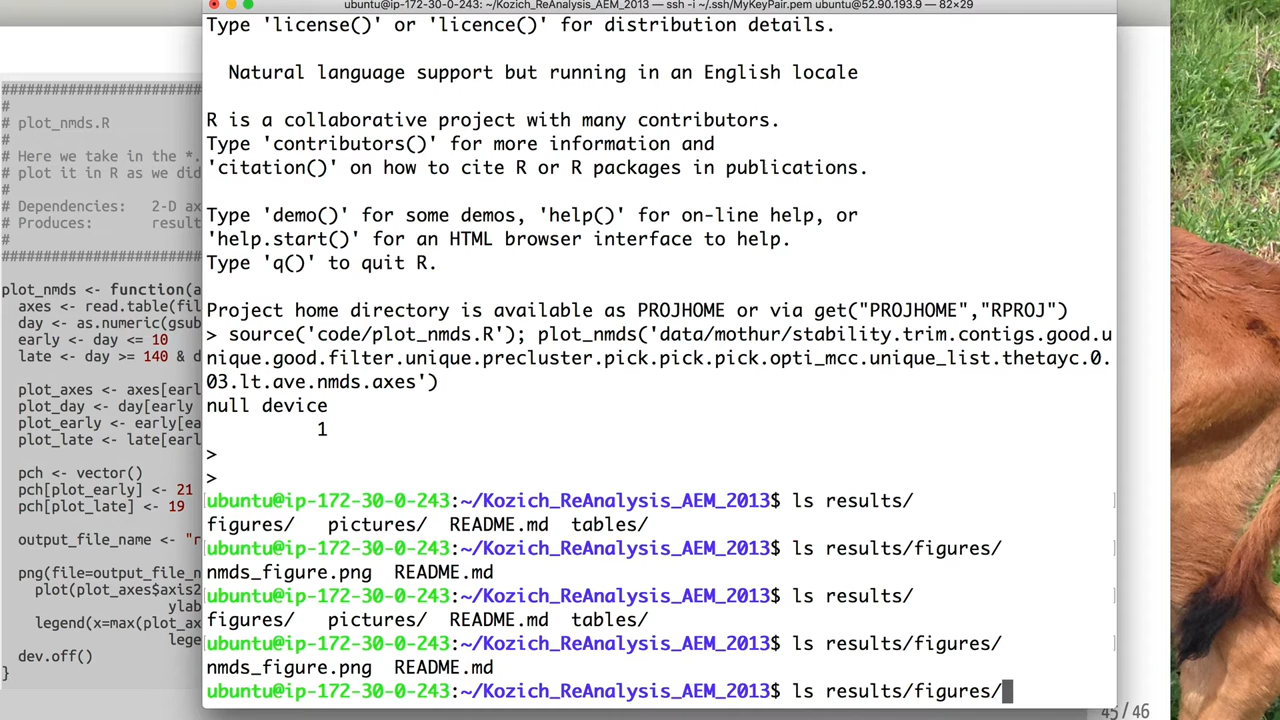 ubuntu@ip-172-30-0-243: ~/Kozich_ReAnalysis_AEM_2013 — ssh -i ~/.ssh/MyKeyPair.pem ubuntu@52.90.193.9 — 82×29
Type 'license()' or 'licence()' for distribution details.
Natural language support but running in an English locale
R is a collaborative project with many contributors.
Type 'contributors()' for more information and
'citation()' on how to cite R or R packages in publications.
Type 'demo()' for some demos, 'help()' for on-line help, or
'help.start()' for an HTML browser interface to help.
Type 'q()' to quit R.
Project home directory is available as PROJHOME or via get("PROJHOME","RPROJ")
> source('code/plot_nmds.R'); plot_nmds('data/mothur/stability.trim.contigs.good.u
nique.good.filter.unique.precluster.pick.pick.pick.opti_mcc.unique_list.thetayc.0.
03.lt.ave.nmds.axes')
null device
1
>
>
ubuntu@ip-172-30-0-243:~/Kozich_ReAnalysis_AEM_2013$ ls results/
figures/ pictures/ README.md tables/
ubuntu@ip-172-30-0-243:~/Kozich_ReAnalysis_AEM_2013$ ls results/figures/
nmds_figure.png README.md
ubuntu@ip-172-30-0-243:~/Kozich_ReAnalysis_AEM_2013$ ls results/
figures/ pictures/ README.md tables/
ubuntu@ip-172-30-0-243:~/Kozich_ReAnalysis_AEM_2013$ ls results/figures/
nmds_figure.png README.md
ubuntu@ip-172-30-0-243:~/Kozich_ReAnalysis_AEM_2013$ ls results/figures/
########################
#
# plot_nmds.R
#
# Here we take in the *.
# plot it in R as we did
#
# Dependencies: 2-D ax
# Produces: resul
#
########################
plot_nmds <- function(a
axes <- read.table(fil
day <- as.numeric(gsub
early <- day <= 10
late <- day >= 140 & d
plot_axes <- axes[earl
plot_day <- day[early
plot_early <- early[ea
plot_late <- late[earl
pch <- vector()
pch[plot_early] <- 21
pch[plot_late] <- 19
output_file_name <- "r
png(file=output_file_n
plot(plot_axes$axis2
ylab
legend(x=max(plot_ax
lege
dev.off()
}
45 / 46